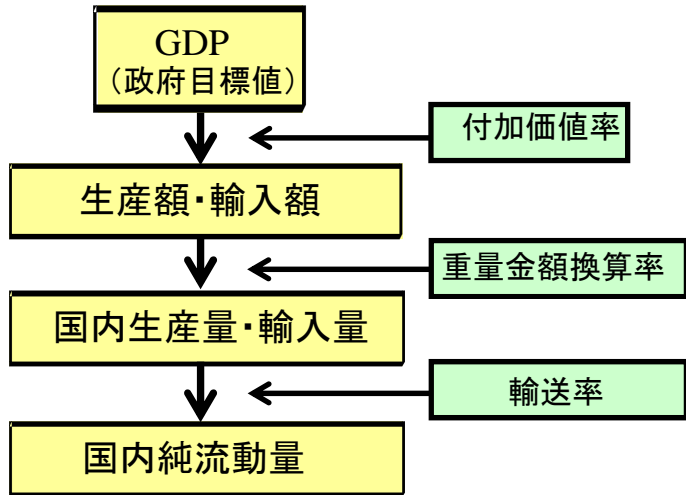 GDP
（政府目標値）
付加価値率
生産額・輸入額
重量金額換算率
国内生産量・輸入量
輸送率
国内純流動量